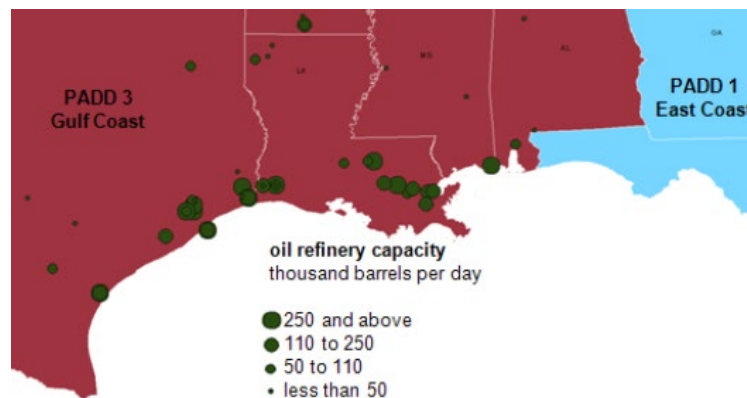 GA
LA
MS
AL
PADD 3
Gulf Coast
PADD 1
East Coast
oil refinery capacity
thousand barrels per day
250 and above
110 to 250
50 to 110
less than 50